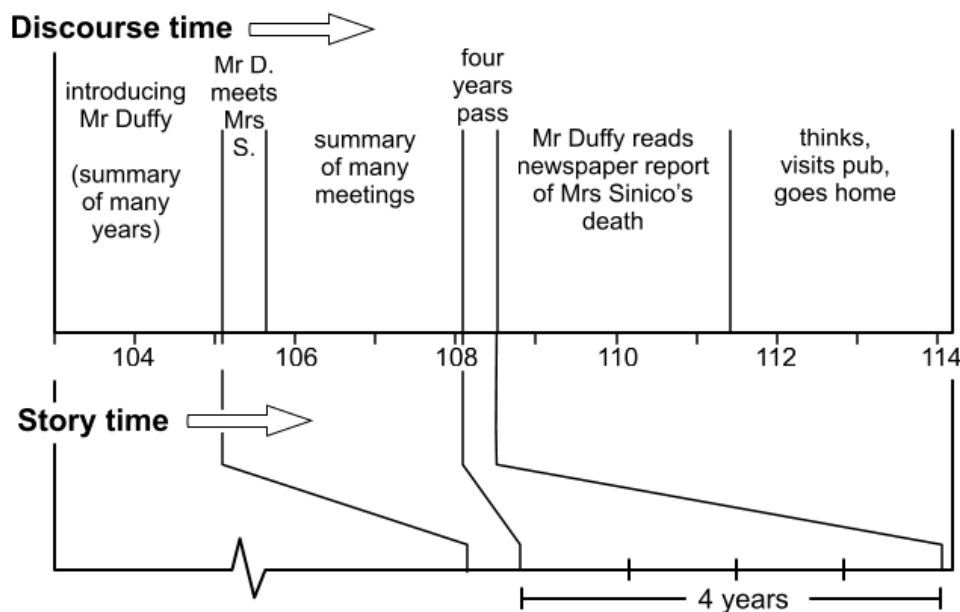 Discourse time
introducing
Mr Duffy
(summary
of many
years)
Mr D.
meets
Mrs
S.
summary
of many
meetings
four
years
pass
Mr Duffy reads
newspaper report
of Mrs Sinico’s
death
thinks,
visits pub,
goes home
104 106 108 110 112 114
Story time
4 years